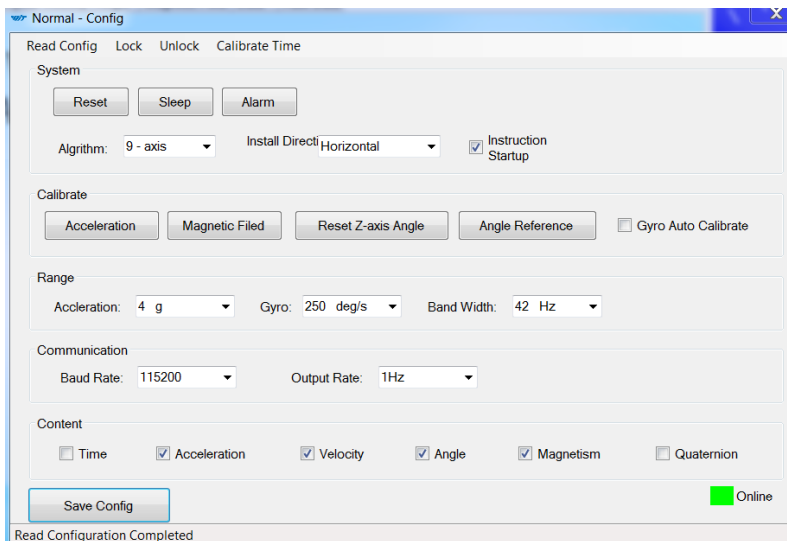 Normal - Config
Read Config Lock Unlock Calibrate Time
System
Reset Sleep Alarm
Algrithm: 9 - axis Install Directi Horizontal Instruction Startup
Calibrate
Acceleration Magnetic Filed Reset Z-axis Angle Angle Reference Gyro Auto Calibrate
Range
Accleration: 4 g Gyro: 250 deg/s Band Width: 42 Hz
Communication
Baud Rate: 115200 Output Rate: 1Hz
Content
Time Acceleration Velocity Angle Magnetism Quaternion
Save Config Online
Read Configuration Completed